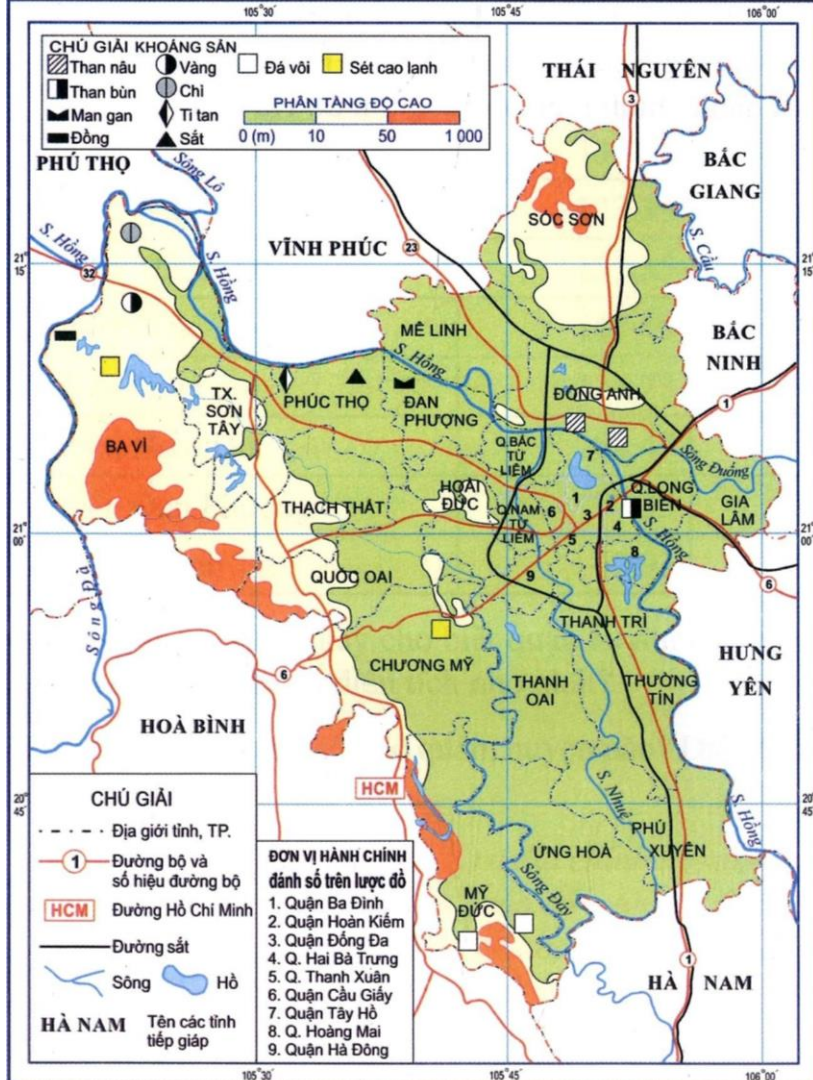 105°30'
105°45'
106°00'
CHÚ GIẢI KHOÁNG SẢN
Than nâu
Vàng
Đá vôi
Sét cao lanh
Than bùn
Chì
Man gan
Ti tan
Đồng
Sắt
PHÂN TẦNG ĐỘ CAO
0 (m)
10
50
1 000
THÁI NGUYÊN
3
PHÚ THỌ
Sông Lô
BẮC
GIANG
SÓC SƠN
S. Cầu
S. Hồng
VĨNH PHÚC
23
21°
15'
21°
15'
32
S. Hồng
MÊ LINH
BẮC
NINH
S. Hồng
ĐÔNG ANH
1
TX.
SƠN
TÂY
PHÚC THỌ
ĐAN
PHƯỢNG
Q.BẮC
TỪ
LIÊM
7
Sông Đuống
BA VÌ
THẠCH THẤT
HOÀI
ĐỨC
Q.NAM
TỪ
LIÊM
1
6
3
2
4
5
Q.LONG
BIÊN
GIA
LÂM
21°
00'
21°
00'
S. Hồng
8
9
6
QUỐC OAI
Sông Đà
THANH TRÌ
CHƯƠNG MỸ
6
THANH
OAI
THƯỜNG
TÍN
HƯNG
YÊN
HOÀ BÌNH
HCM
S. Nhuệ
20°
45'
20°
45'
S. Hồng
PHÚ
XUYÊN
ỨNG HOÀ
Sông Đáy
MỸ
ĐỨC
1
HÀ NAM
CHÚ GIẢI
Địa giới tỉnh, TP.
1
Đường bộ và
số hiệu đường bộ
HCM
Đường Hồ Chí Minh
Đường sắt
Sông
Hồ
HÀ NAM
Tên các tỉnh
tiếp giáp
ĐƠN VỊ HÀNH CHÍNH
đánh số trên lược đồ
1. Quận Ba Đình
2. Quận Hoàn Kiếm
3. Quận Đống Đa
4. Q. Hai Bà Trưng
5. Q. Thanh Xuân
6. Quận Cầu Giấy
7. Quận Tây Hồ
8. Q. Hoàng Mai
9. Quận Hà Đông
105°30'
105°45'
106°00'